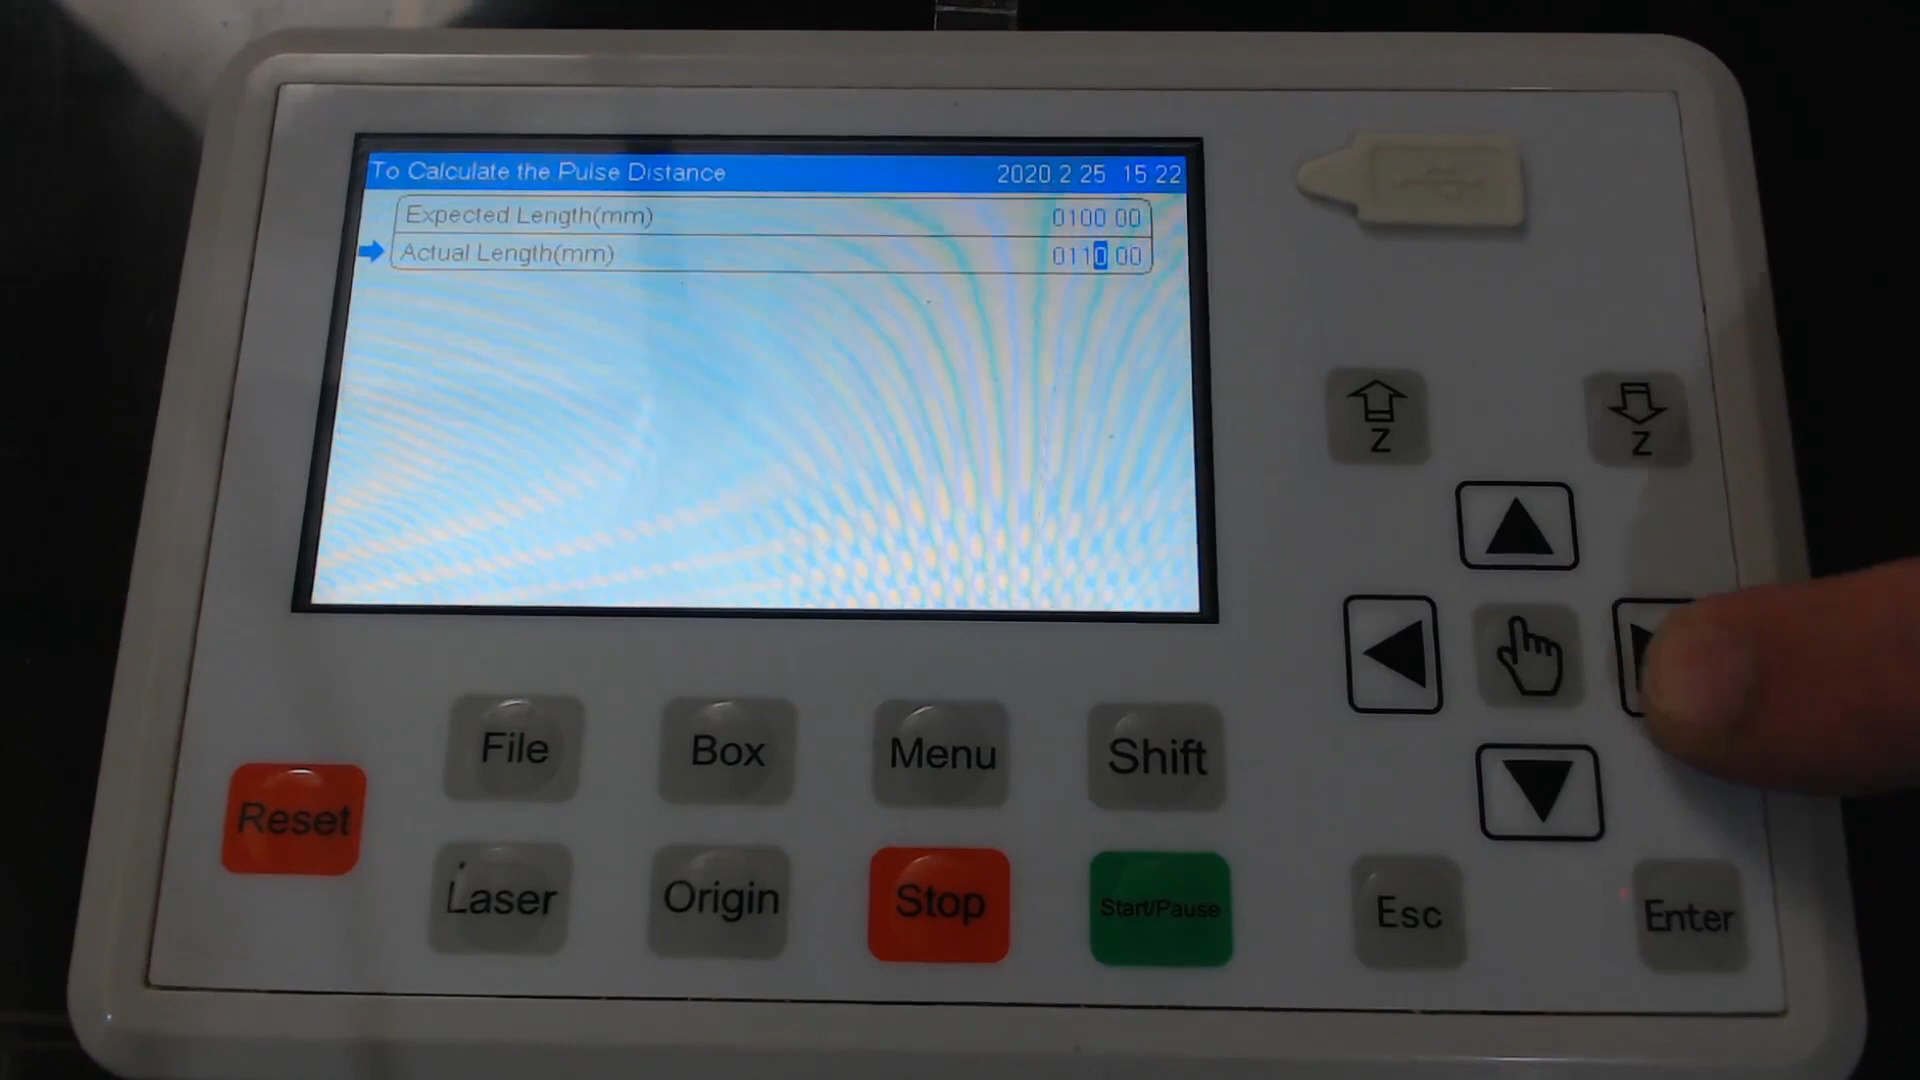 To Calculate the Pulse Distance 2020 2 25 15 22
Expected Length(mm) 0100 00
Actual Length(mm) 0110 00
Z Z
File Box Menu Shift
Reset
Laser Origin Stop Start/Pause Esc Enter